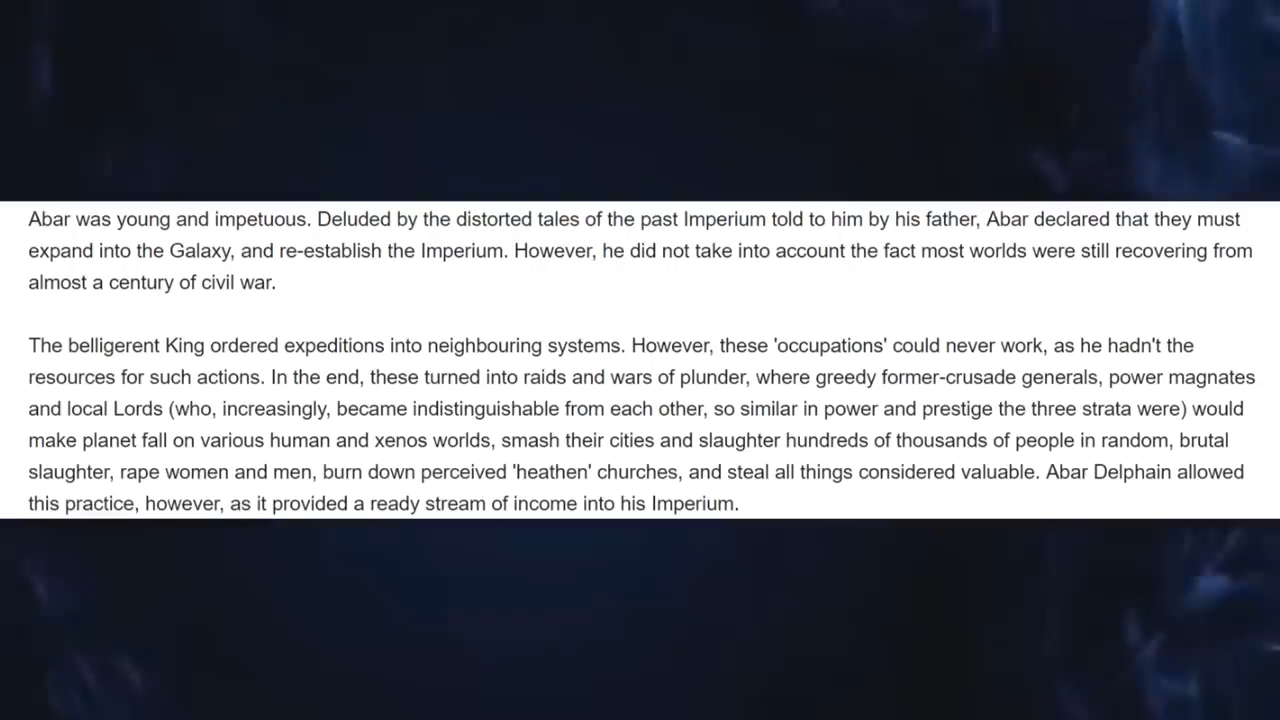 Abar was young and impetuous. Deluded by the distorted tales of the past Imperium told to him by his father, Abar declared that they must
expand into the Galaxy, and re-establish the Imperium. However, he did not take into account the fact most worlds were still recovering from
almost a century of civil war.
The belligerent King ordered expeditions into neighbouring systems. However, these 'occupations' could never work, as he hadn't the
resources for such actions. In the end, these turned into raids and wars of plunder, where greedy former-crusade generals, power magnates
and local Lords (who, increasingly, became indistinguishable from each other, so similar in power and prestige the three strata were) would
make planet fall on various human and xenos worlds, smash their cities and slaughter hundreds of thousands of people in random, brutal
slaughter, rape women and men, burn down perceived 'heathen' churches, and steal all things considered valuable. Abar Delphain allowed
this practice, however, as it provided a ready stream of income into his Imperium.